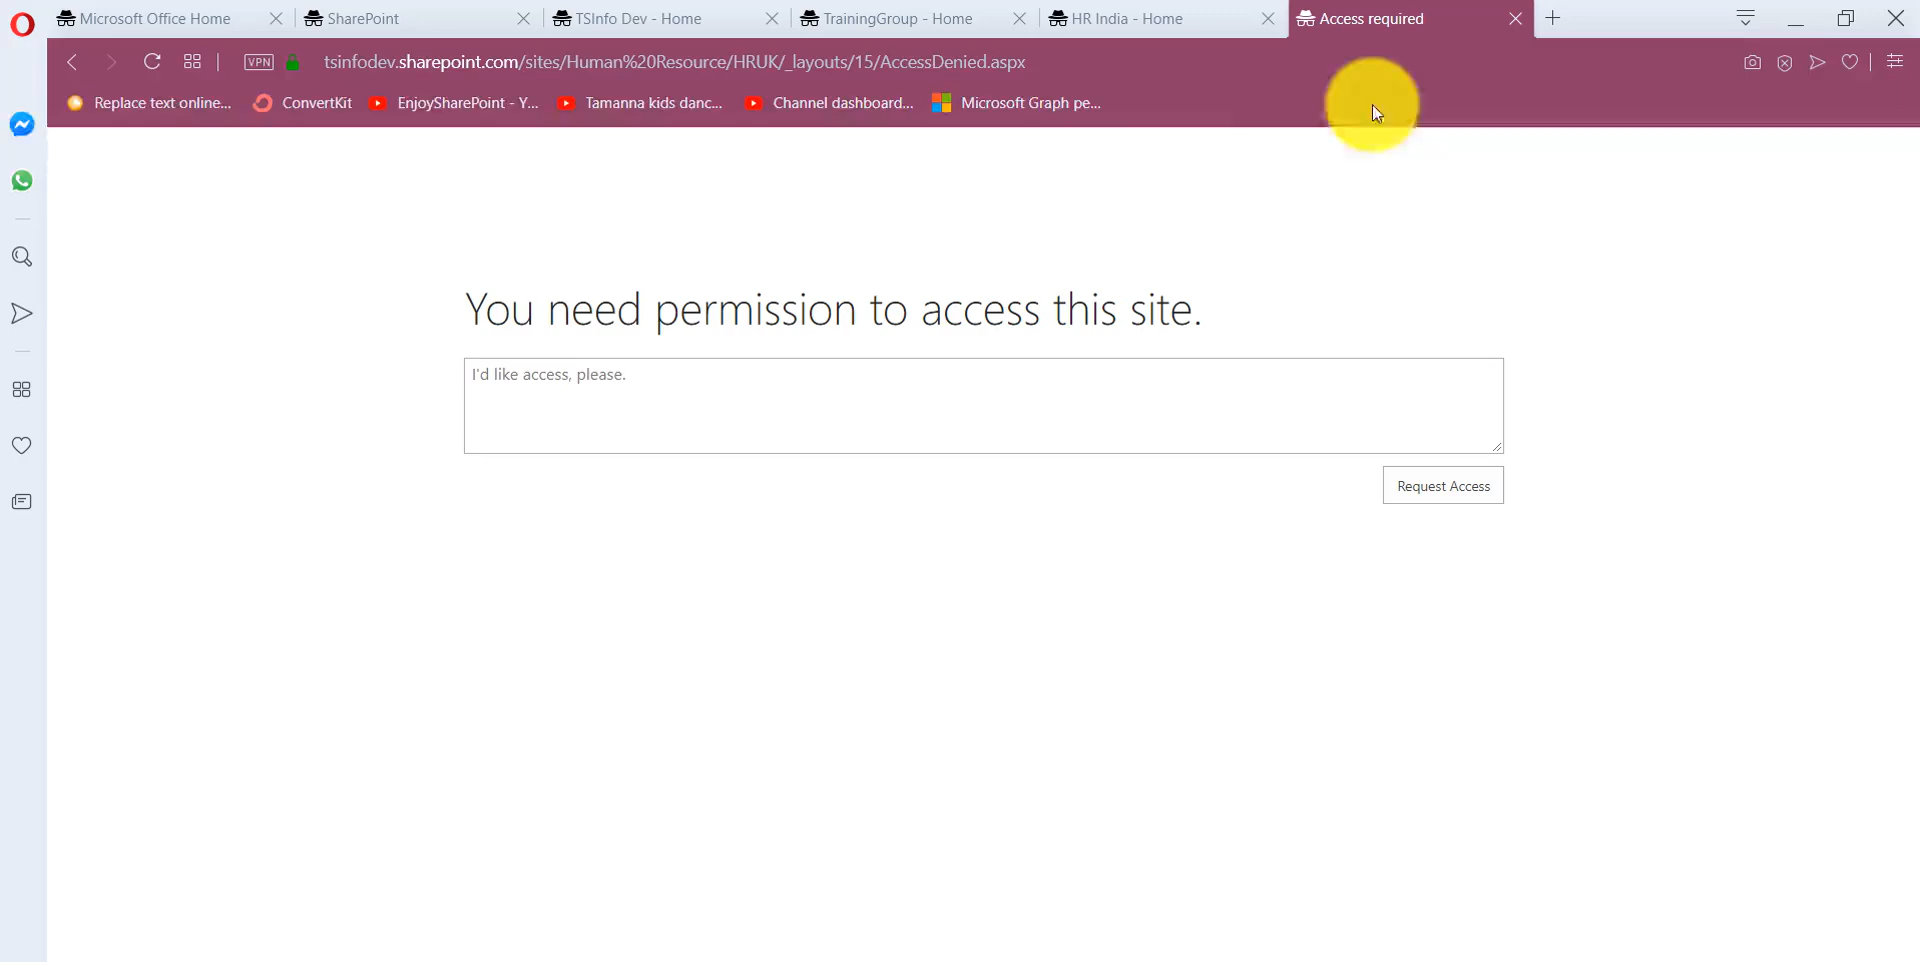 Microsoft Office Home
SharePoint
TSInfo Dev - Home
TrainingGroup - Home
HR India - Home
Access required
VPN
tsinfodev.sharepoint.com/sites/Human%20Resource/HRUK/_layouts/15/AccessDenied.aspx
Replace text online...
ConvertKit
EnjoySharePoint - Y...
Tamanna kids danc...
Channel dashboard...
Microsoft Graph pe...
You need permission to access this site.
I'd like access, please.
Request Access